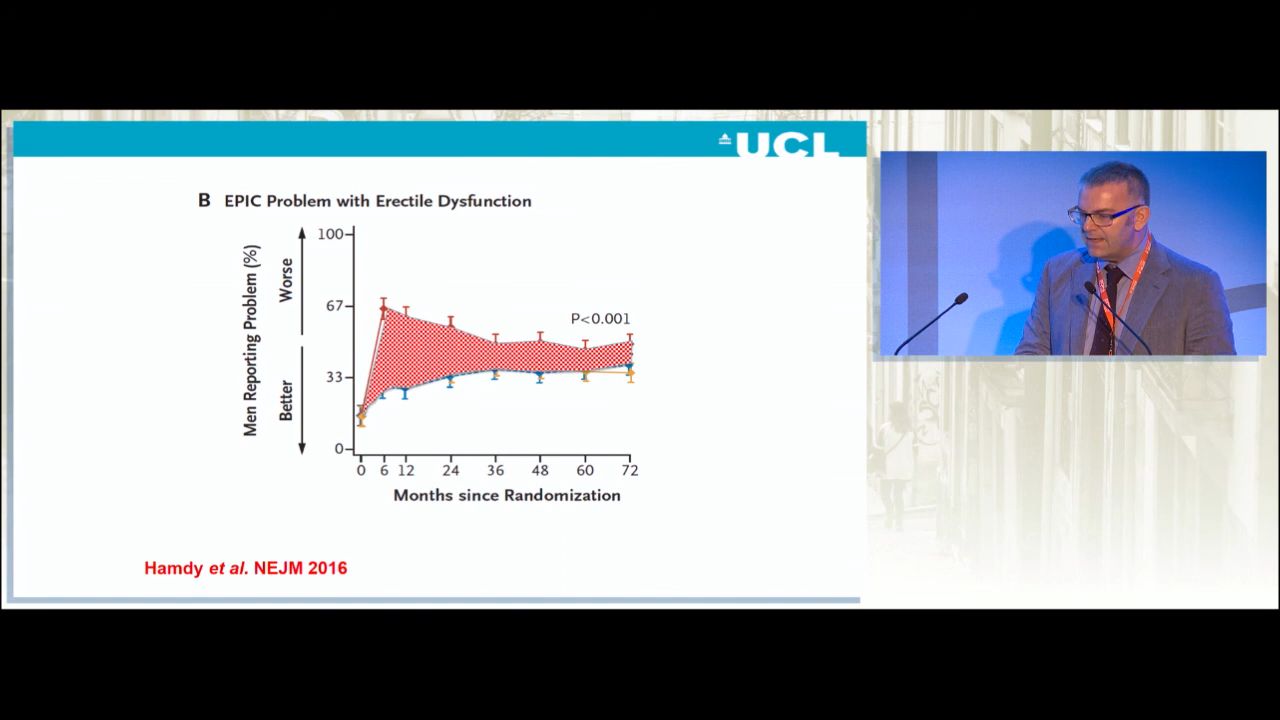 UCL
B EPIC Problem with Erectile Dysfunction
Men Reporting Problem (%)
Worse
Better
100
67
33
0
P<0.001
0 6 12 24 36 48 60 72
Months since Randomization
Hamdy et al. NEJM 2016